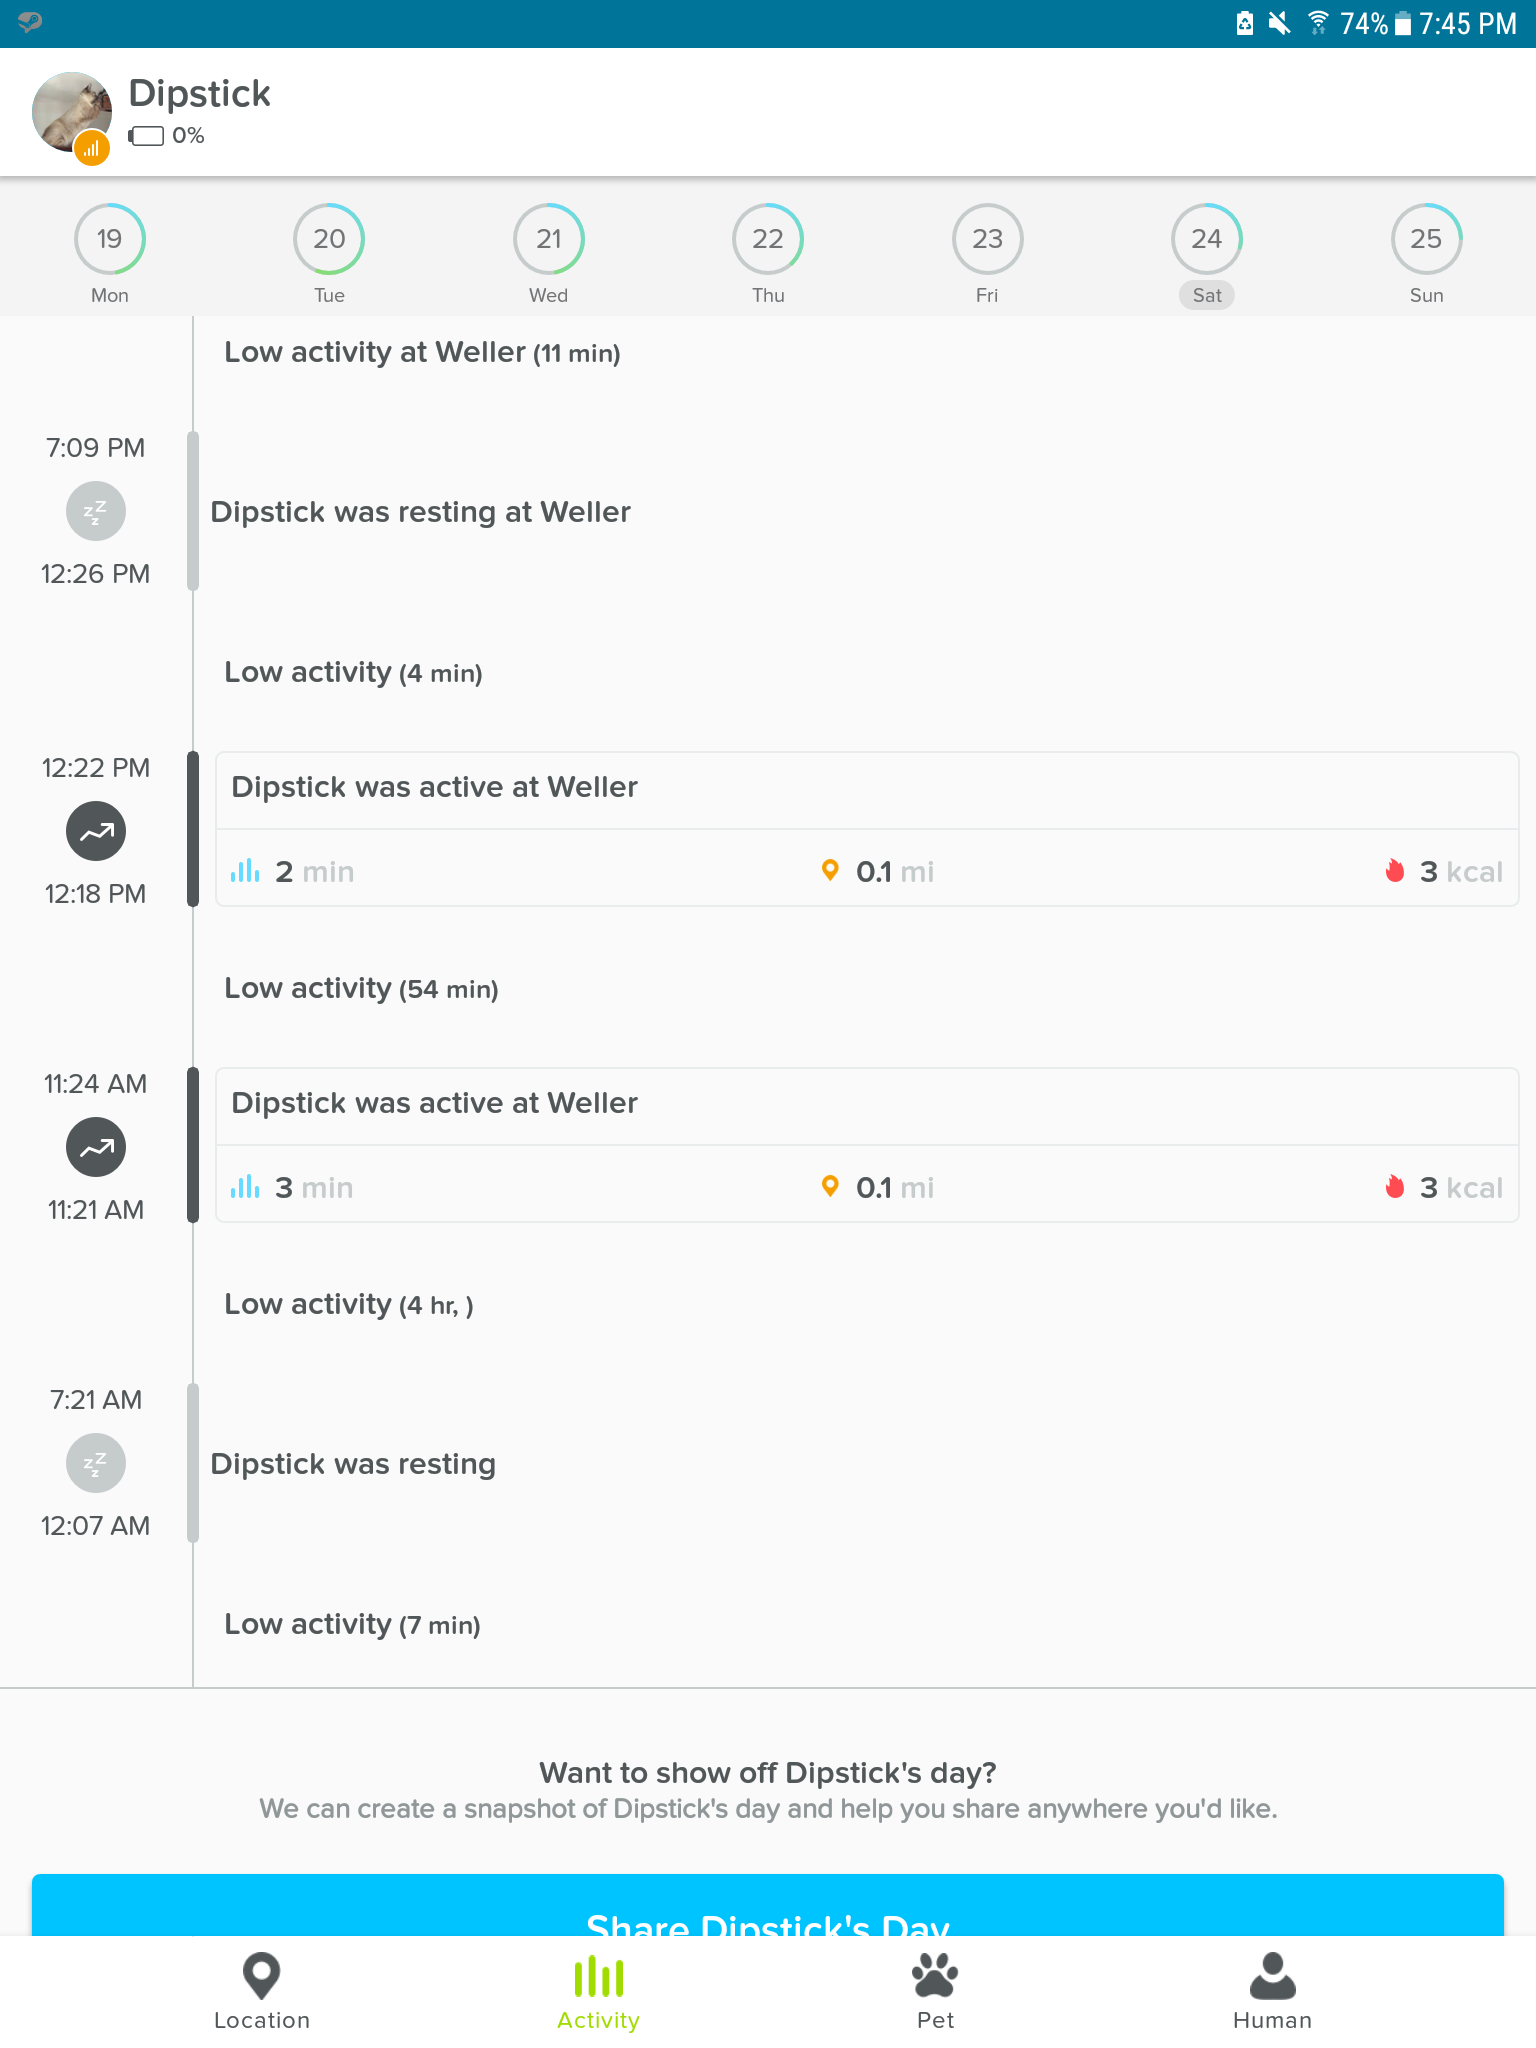 74% 7:45 PM
Dipstick
0%
19 20 21 22 23 24 25
Mon Tue Wed Thu Fri Sat Sun
Low activity at Weller (11 min)
7:09 PM
Dipstick was resting at Weller
12:26 PM
Low activity (4 min)
12:22 PM
Dipstick was active at Weller
2 min 0.1 mi 3 kcal
12:18 PM
Low activity (54 min)
11:24 AM
Dipstick was active at Weller
3 min 0.1 mi 3 kcal
11:21 AM
Low activity (4 hr, )
7:21 AM
Dipstick was resting
12:07 AM
Low activity (7 min)
Want to show off Dipstick's day?
We can create a snapshot of Dipstick's day and help you share anywhere you'd like.
Share Dipstick's Day
Location Activity Pet Human